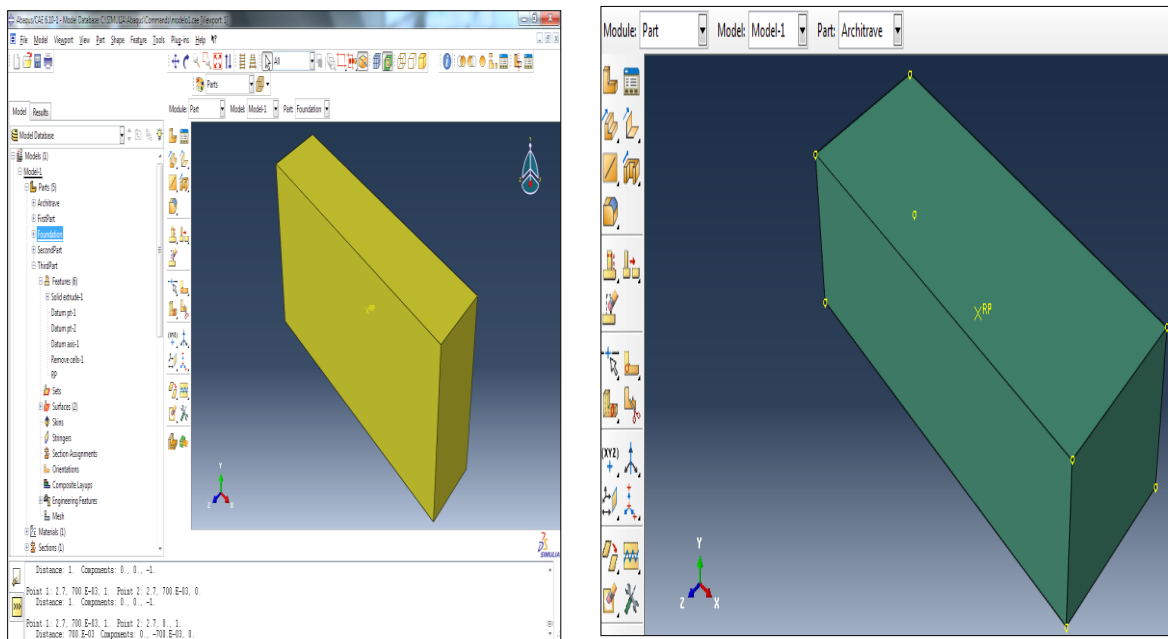 Abaqus/CAE 6.10-1 - Model Database: C:\SIMULIA\Abaqus\Commands\modelo1.cae [Viewport: 1]
File Model Viewport View Part Shape Feature Tools Plug-ins Help
All
Parts
Module: Part Model: Model-1 Part: Foundation
Model Results
Model Database
Models (1)
Model-1
Parts (5)
Architrave
FirstPart
Foundation
SecondPart
ThirdPart
Features (6)
Solid extrude-1
Datum pt-1
Datum pt-2
Datum axis-1
Remove cells-1
RP
Sets
Surfaces (2)
Skins
Stringers
Section Assignments
Orientations
Composite Layups
Engineering Features
Mesh
Materials (1)
Sections (1)
(XYZ)
RP
Y
Z X
SIMULIA
Distance: 1. Components: 0., 0., -1.
Point 1: 2.7, 700.E-03, 1. Point 2: 2.7, 700.E-03, 0.
Distance: 1. Components: 0., 0., -1.
Point 1: 2.7, 700.E-03, 1. Point 2: 2.7, 0., 1.
Distance: 700.E-03 Components: 0., -700.E-03, 0.
Module: Part Model: Model-1 Part: Architrave
RP
(XYZ)
Y
Z X